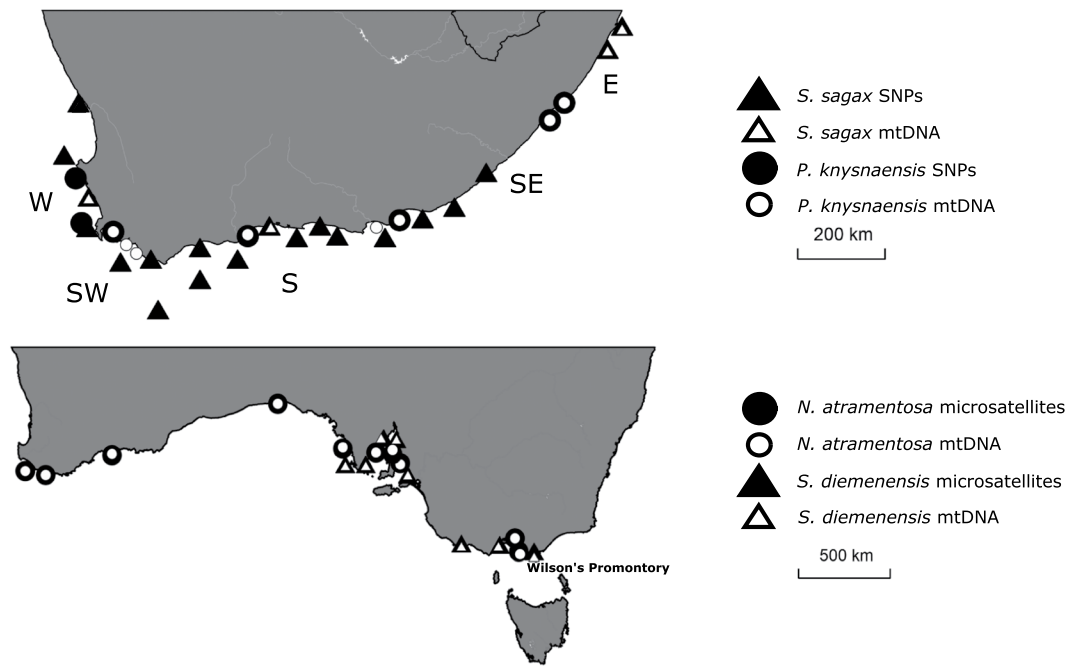 E
S. sagax SNPs
S. sagax mtDNA
SE
P. knysnaensis SNPs
W
P. knysnaensis mtDNA
200 km
SW
S
N. atramentosa microsatellites
N. atramentosa mtDNA
S. diemenensis microsatellites
S. diemenensis mtDNA
500 km
Wilson's Promontory